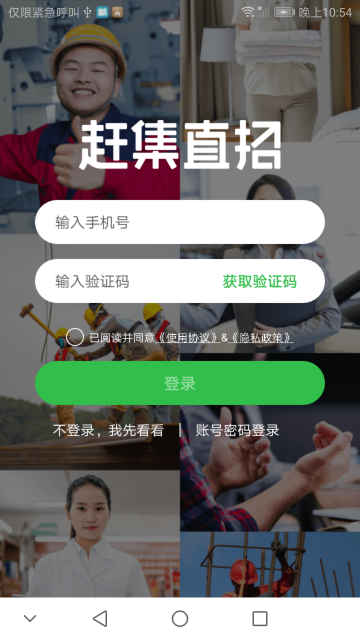 仅限紧急呼叫
晚上10:54
赶集直招
输入手机号
输入验证码 获取验证码
已阅读并同意《使用协议》&《隐私政策》
登录
不登录，我先看看 | 账号密码登录